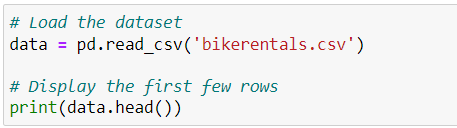 # Load the dataset
data = pd.read_csv('bikerentals.csv')
# Display the first few rows
print(data.head())